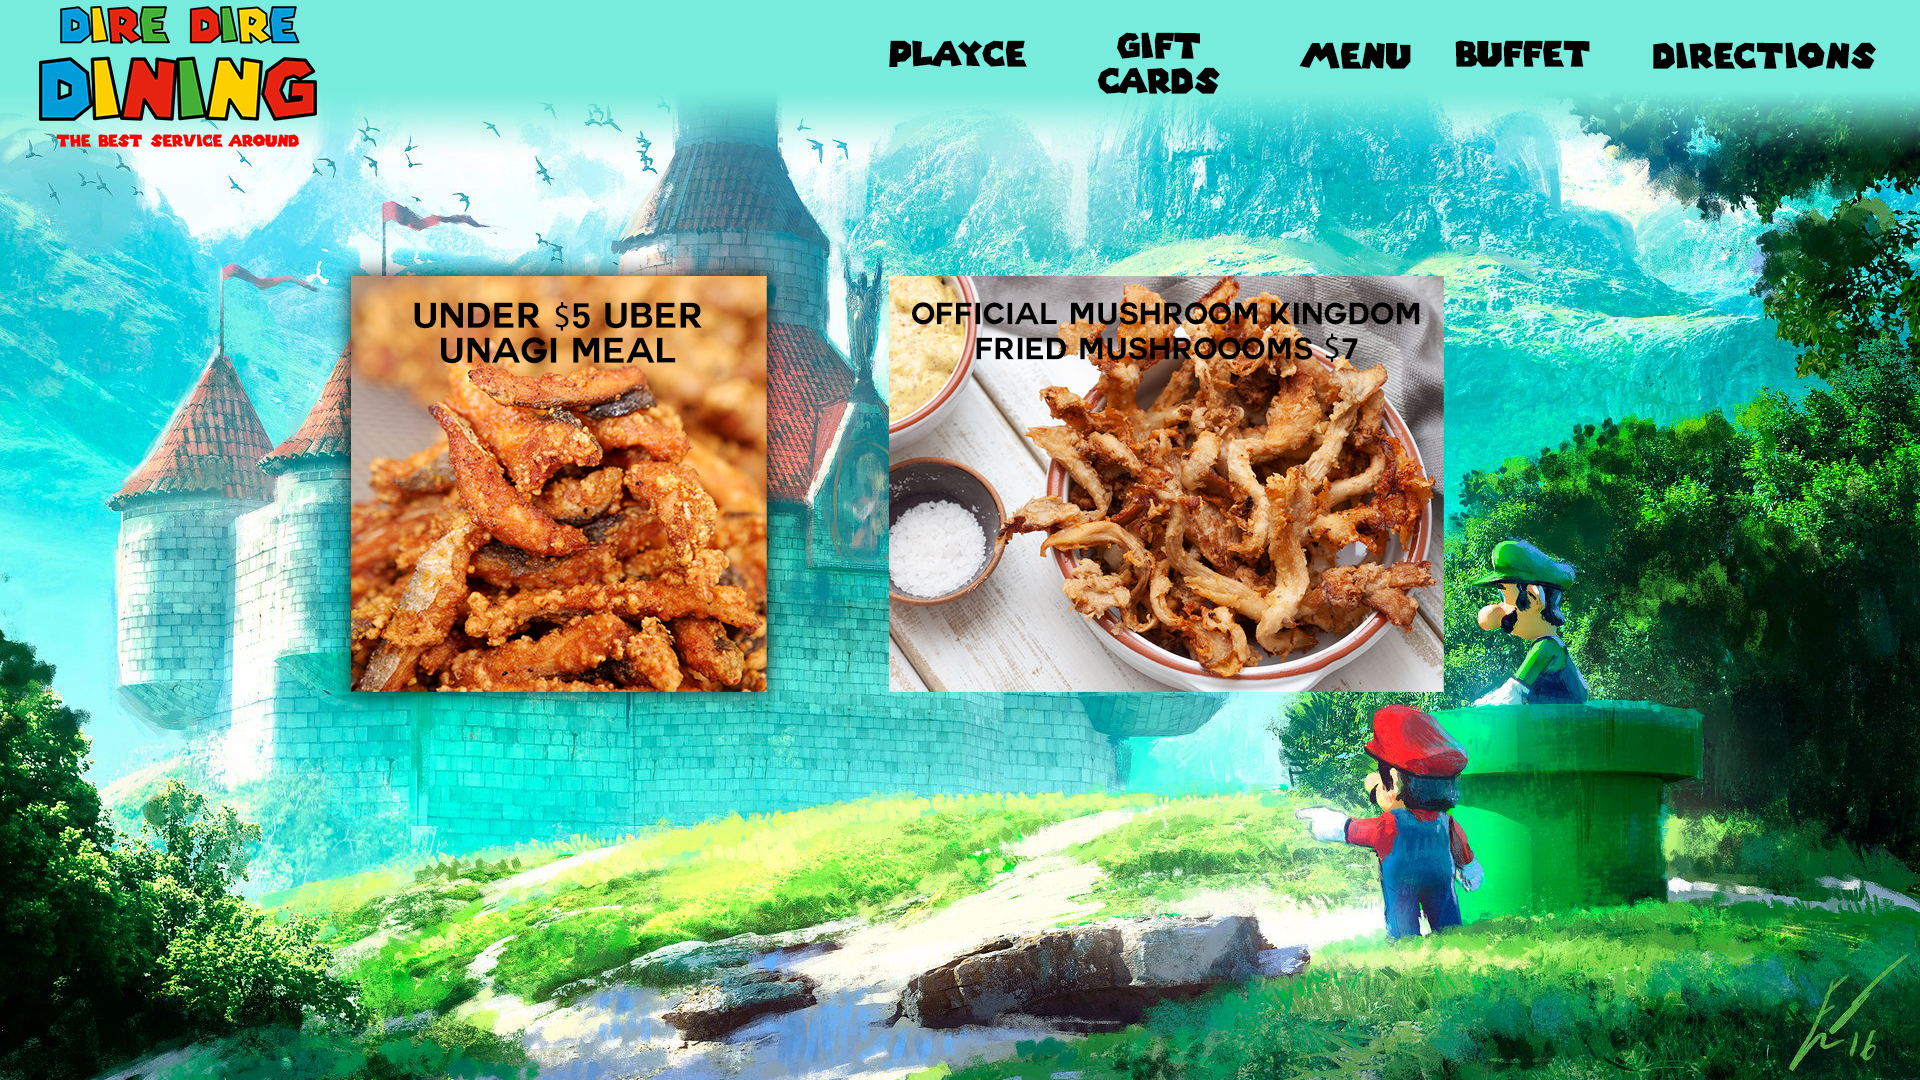 DIRE DIRE
DINING
THE BEST SERVICE AROUND
PLAYCE
GIFT
CARDS
MENU
BUFFET
DIRECTIONS
UNDER $5 UBER
UNAGI MEAL
OFFICIAL MUSHROOM KINGDOM
FRIED MUSHROOOMS $7
16